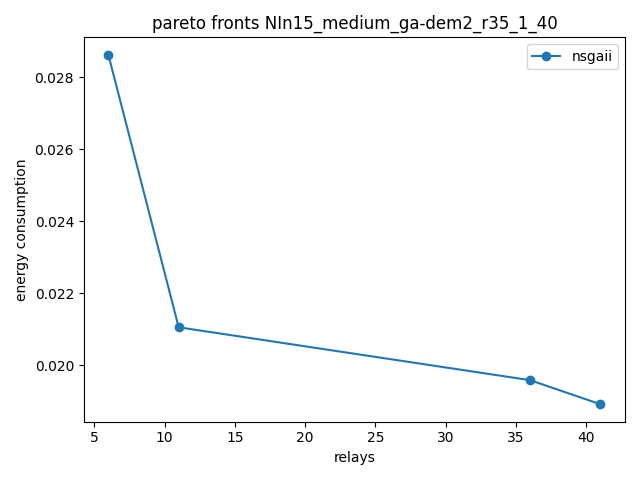 pareto fronts NIn15_medium_ga-dem2_r35_1_40
nsgaii
0.028
0.026
0.024
0.022
0.020
energy consumption
5 10 15 20 25 30 35 40
relays